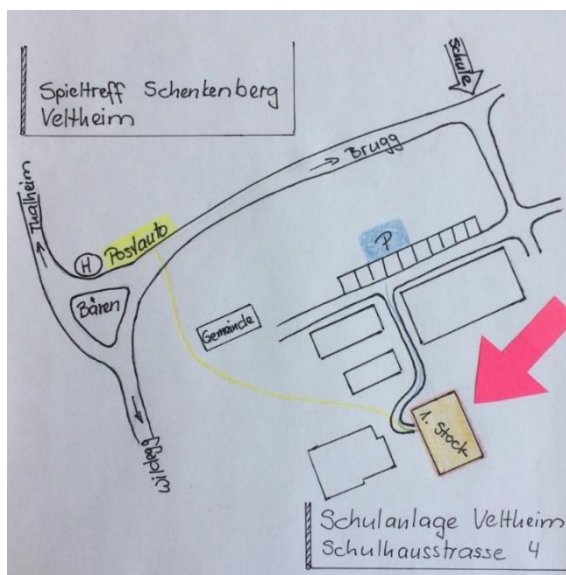 Spieltreff Schenkenberg
Veltheim
Schule
Thalheim
Brugg
H
Postauto
P
Bären
Gemeinde
1. Stock
Wildegg
Schulanlage Veltheim
Schulhausstrasse 4